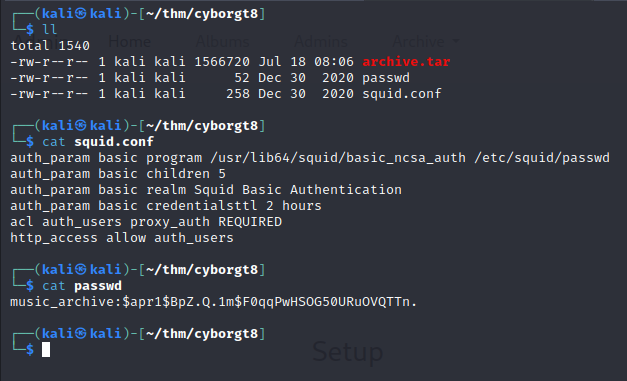 ┌──(kali㉿kali)-[~/thm/cyborgt8]
└─$ ll
total 1540
-rw-r--r-- 1 kali kali 1566720 Jul 18 08:06 archive.tar
-rw-r--r-- 1 kali kali      52 Dec 30  2020 passwd
-rw-r--r-- 1 kali kali     258 Dec 30  2020 squid.conf
Home Albums Admins Archive
┌──(kali㉿kali)-[~/thm/cyborgt8]
└─$ cat squid.conf
auth_param basic program /usr/lib64/squid/basic_ncsa_auth /etc/squid/passwd
auth_param basic children 5
auth_param basic realm Squid Basic Authentication
auth_param basic credentialsttl 2 hours
acl auth_users proxy_auth REQUIRED
http_access allow auth_users
┌──(kali㉿kali)-[~/thm/cyborgt8]
└─$ cat passwd
music_archive:$apr1$BpZ.Q.1m$F0qqPwHSOG50URuOVQTTn.
┌──(kali㉿kali)-[~/thm/cyborgt8]
└─$
Setup